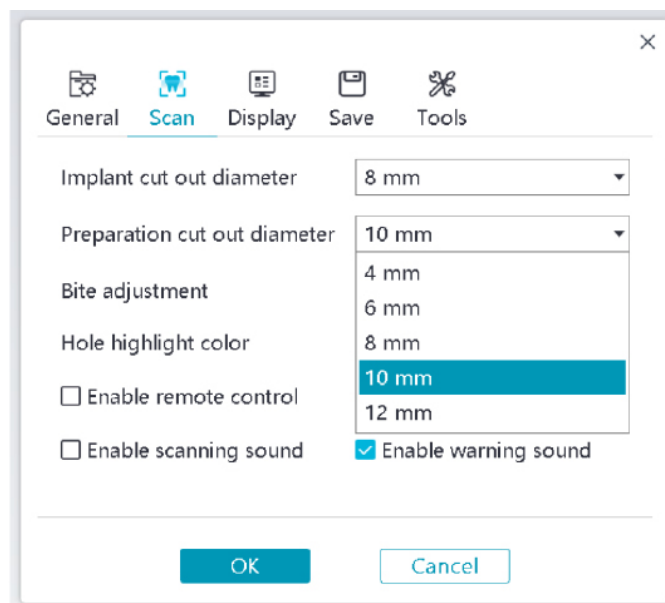 General Scan Display Save Tools
Implant cut out diameter 8 mm
Preparation cut out diameter 10 mm
4 mm
Bite adjustment
6 mm
Hole highlight color 8 mm
10 mm
Enable remote control
12 mm
Enable scanning sound Enable warning sound
OK Cancel